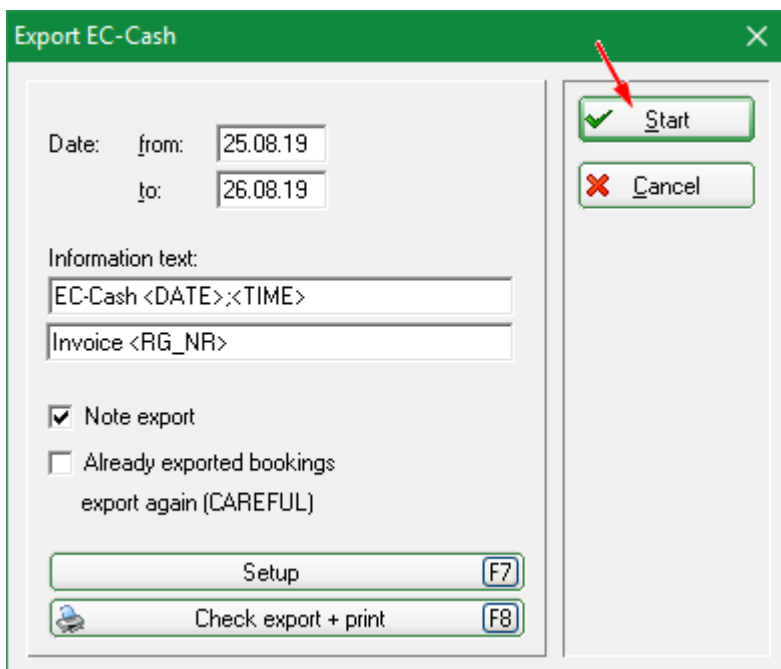 Export EC-Cash
Date: from: 25.08.19
to: 26.08.19
Information text:
EC-Cash <DATE>;<TIME>
Invoice <RG_NR>
Note export
Already exported bookings
export again (CAREFUL)
Setup F7
Check export + print F8
Start
Cancel